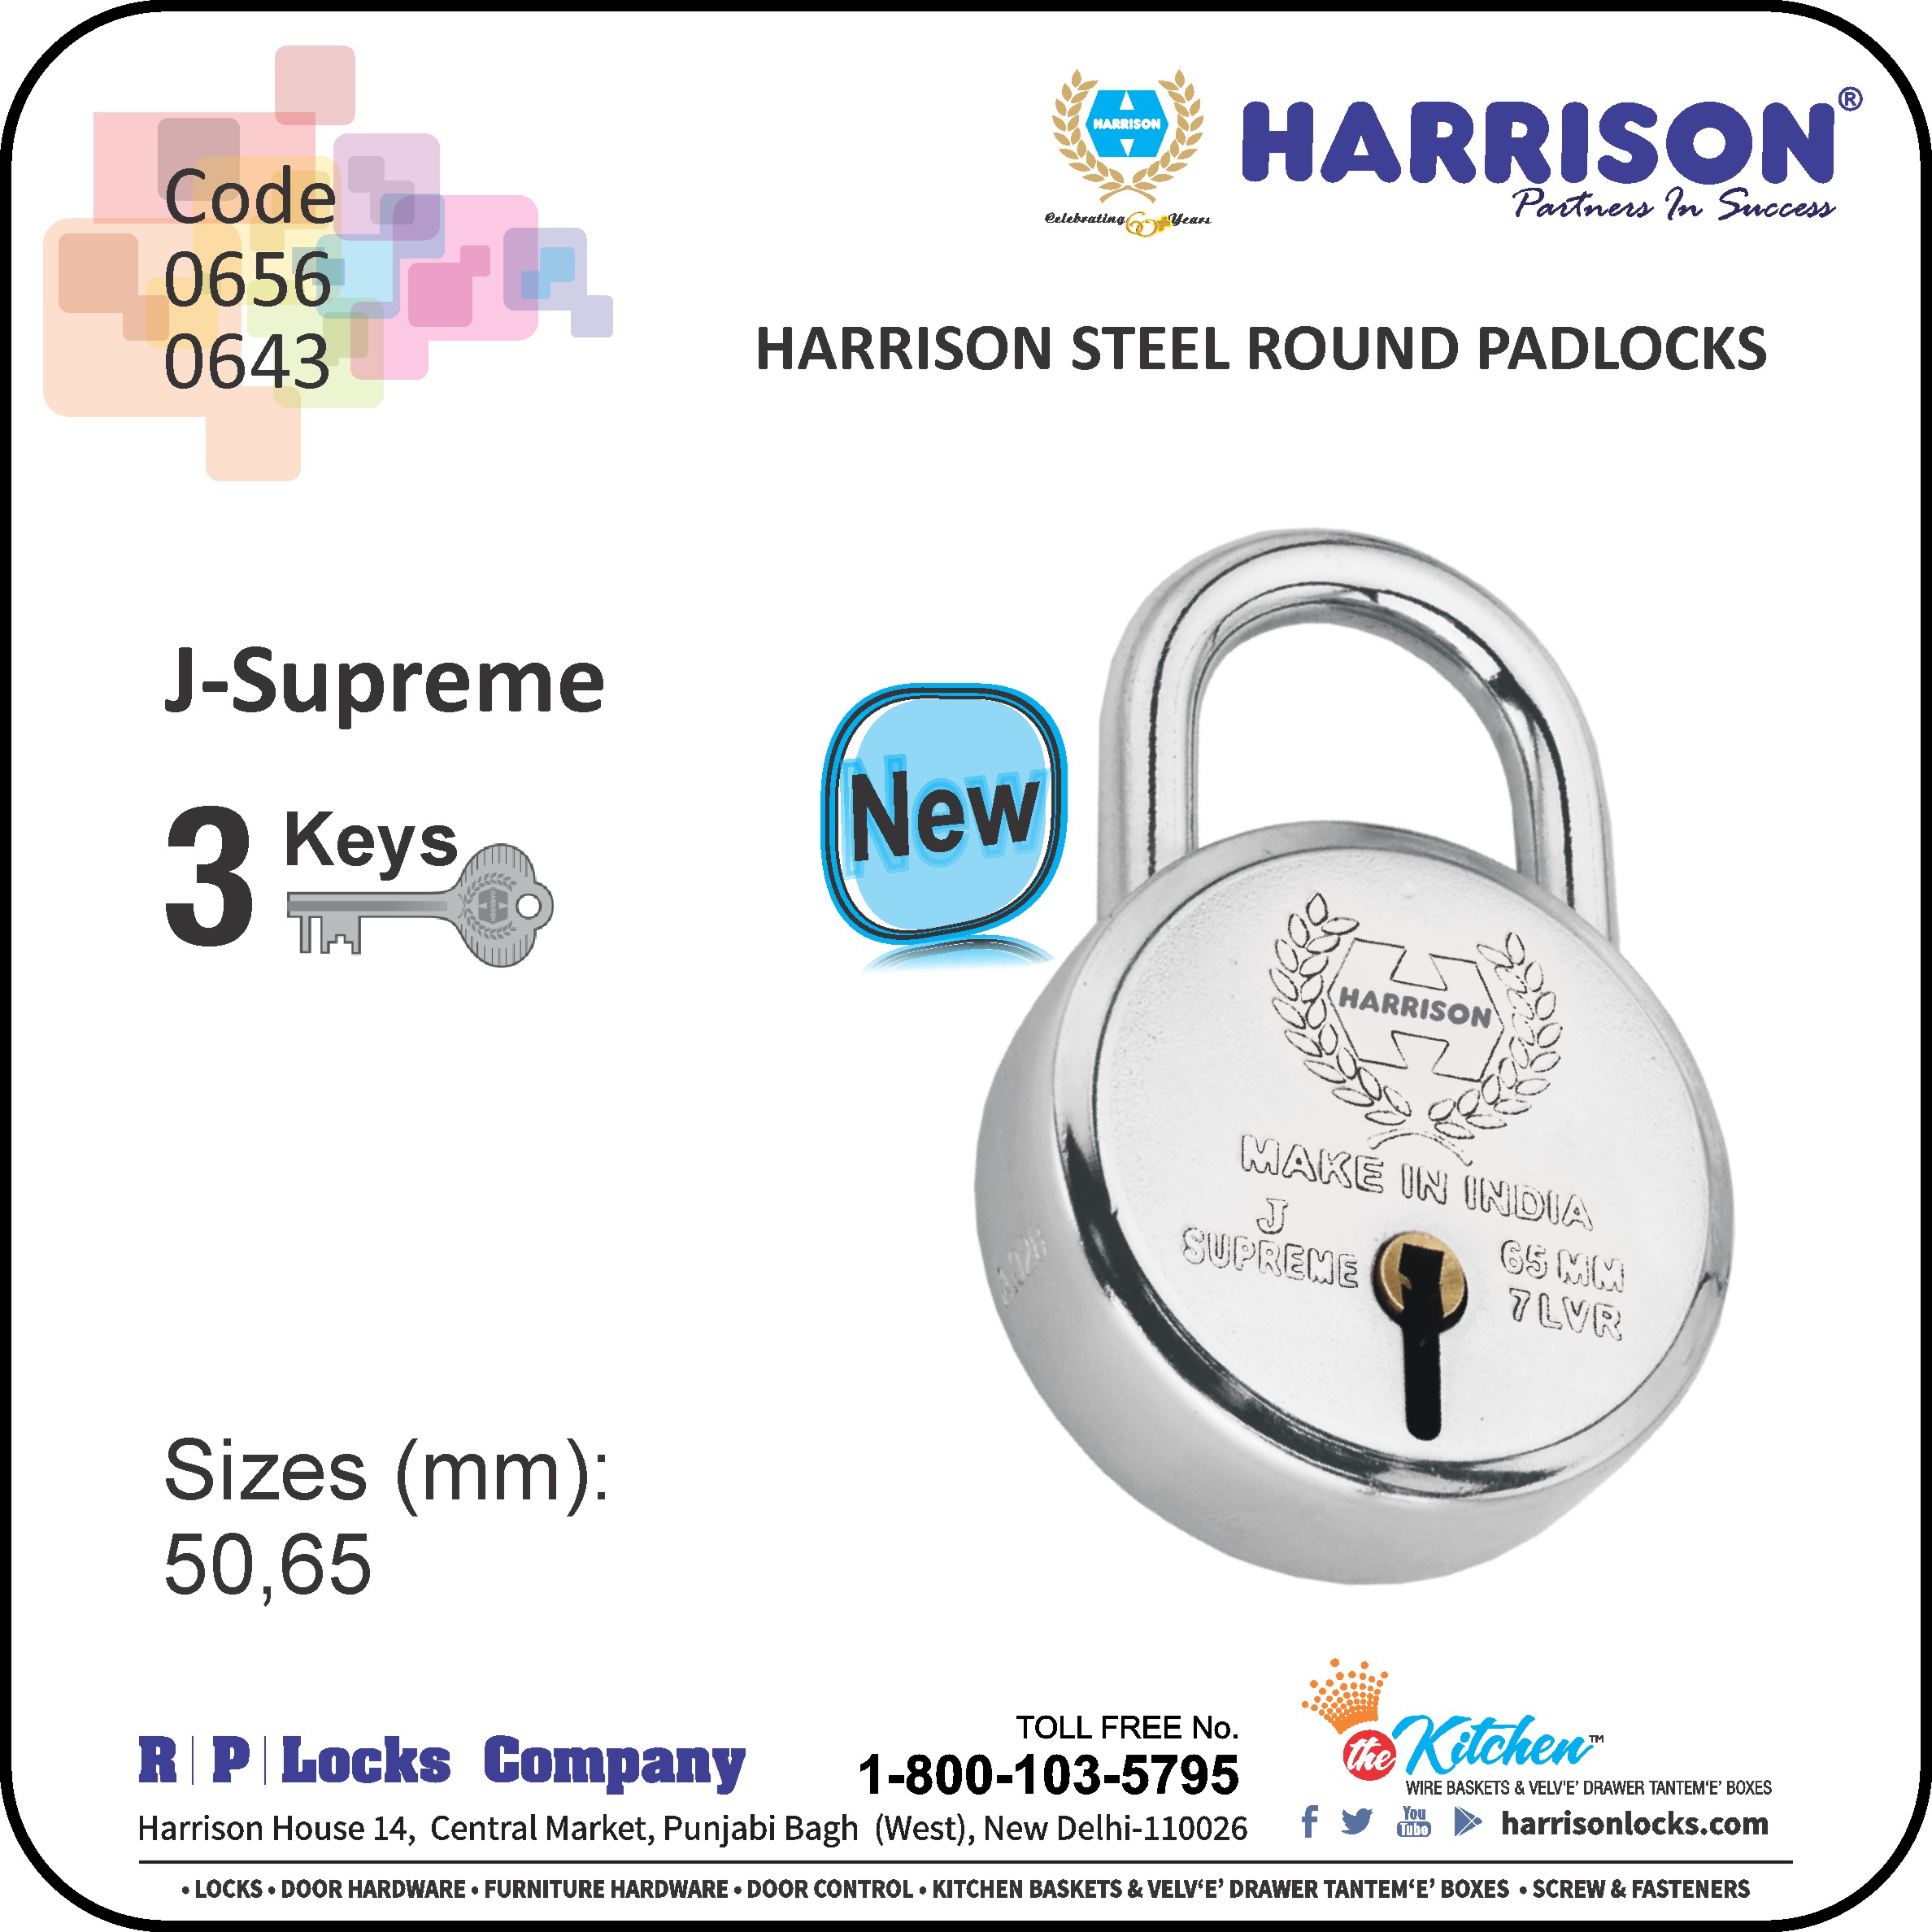 Code
0656
0643
HARRISON
Celebrating 60+ Years
HARRISON®
Partners In Success
HARRISON STEEL ROUND PADLOCKS
J-Supreme
3 Keys
HARRISON
New
HARRISON
MAKE IN INDIA
J
SUPREME
65 MM
7 LVR
Sizes (mm):
50,65
R|P|Locks Company
Harrison House 14, Central Market, Punjabi Bagh (West), New Delhi-110026
TOLL FREE No.
1-800-103-5795
the Kitchen™
WIRE BASKETS & VELV'E' DRAWER TANTEM'E' BOXES
f You Tube harrisonlocks.com
• LOCKS • DOOR HARDWARE • FURNITURE HARDWARE • DOOR CONTROL • KITCHEN BASKETS & VELV‘E’ DRAWER TANTEM‘E’ BOXES • SCREW & FASTENERS